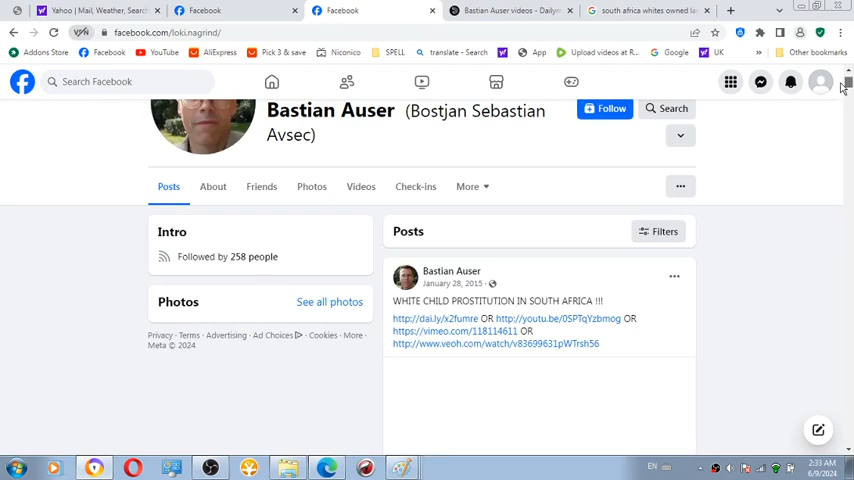 Yahoo | Mail, Weather, Search
Facebook
Facebook
Bastian Auser videos - Dailym
south africa whites owned la
facebook.com/loki.nagrind/
Addons Store
Facebook
YouTube
AliExpress
Pick 3 & save
Niconico
SPELL
translate - Search
App
Upload videos at R...
Google
UK
Other bookmarks
Search Facebook
Bastian Auser (Bostjan Sebastian
Avsec)
Follow
Search
Posts
About
Friends
Photos
Videos
Check-ins
More
Intro
Followed by 258 people
Photos
See all photos
Privacy · Terms · Advertising · Ad Choices · Cookies · More ·
Meta © 2024
Posts
Filters
Bastian Auser
January 28, 2015 ·
WHITE CHILD PROSTITUTION IN SOUTH AFRICA !!!
http://dai.ly/x2fumre OR http://youtu.be/0SPTqYzbmog OR
https://vimeo.com/118114611 OR
http://www.veoh.com/watch/v83699631pWTrsh56
EN
2:33 AM
6/9/2024